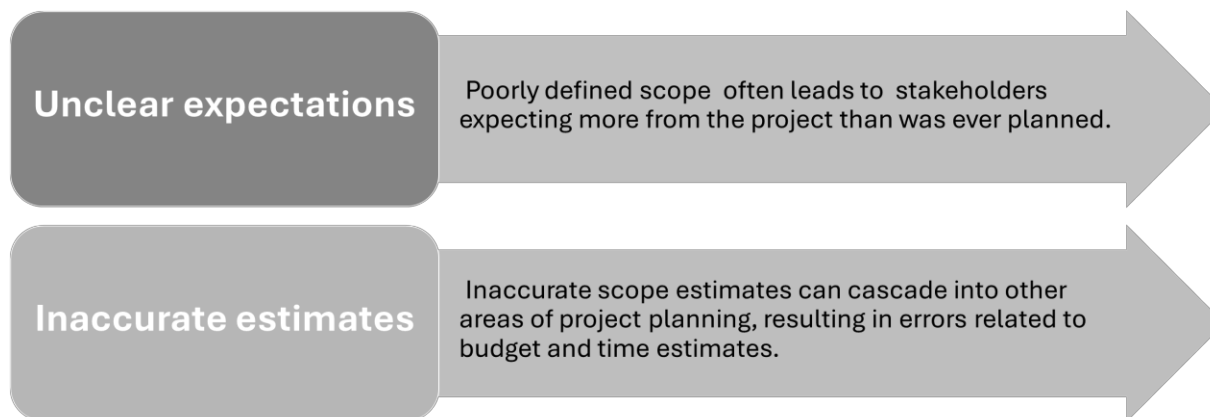 Unclear expectations
Poorly defined scope  often leads to  stakeholders
expecting more from the project than was ever planned.
Inaccurate estimates
Inaccurate scope estimates can cascade into other
areas of project planning, resulting in errors related to
budget and time estimates.